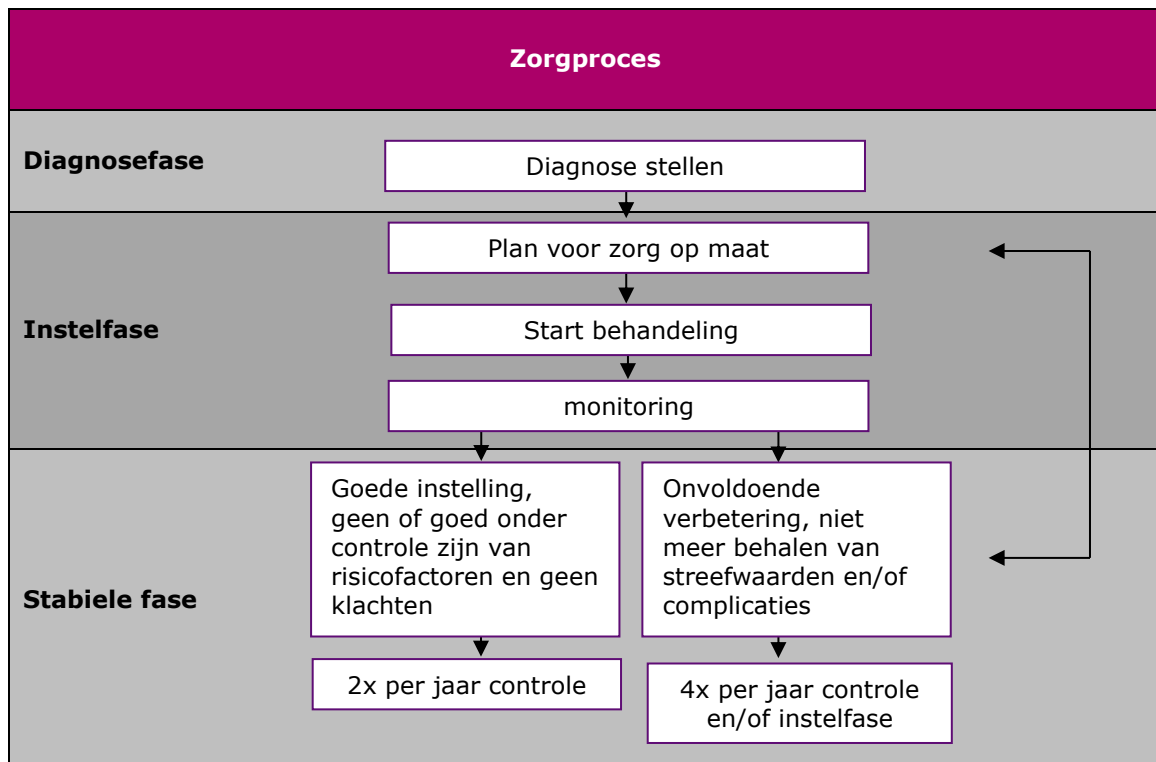 Zorgproces
Diagnosefase
Diagnose stellen
Instelfase
Plan voor zorg op maat
Start behandeling
monitoring
Stabiele fase
Goede instelling,
geen of goed onder
controle zijn van
risicofactoren en geen
klachten
Onvoldoende
verbetering, niet
meer behalen van
streefwaarden en/of
complicaties
2x per jaar controle
4x per jaar controle
en/of instelfase